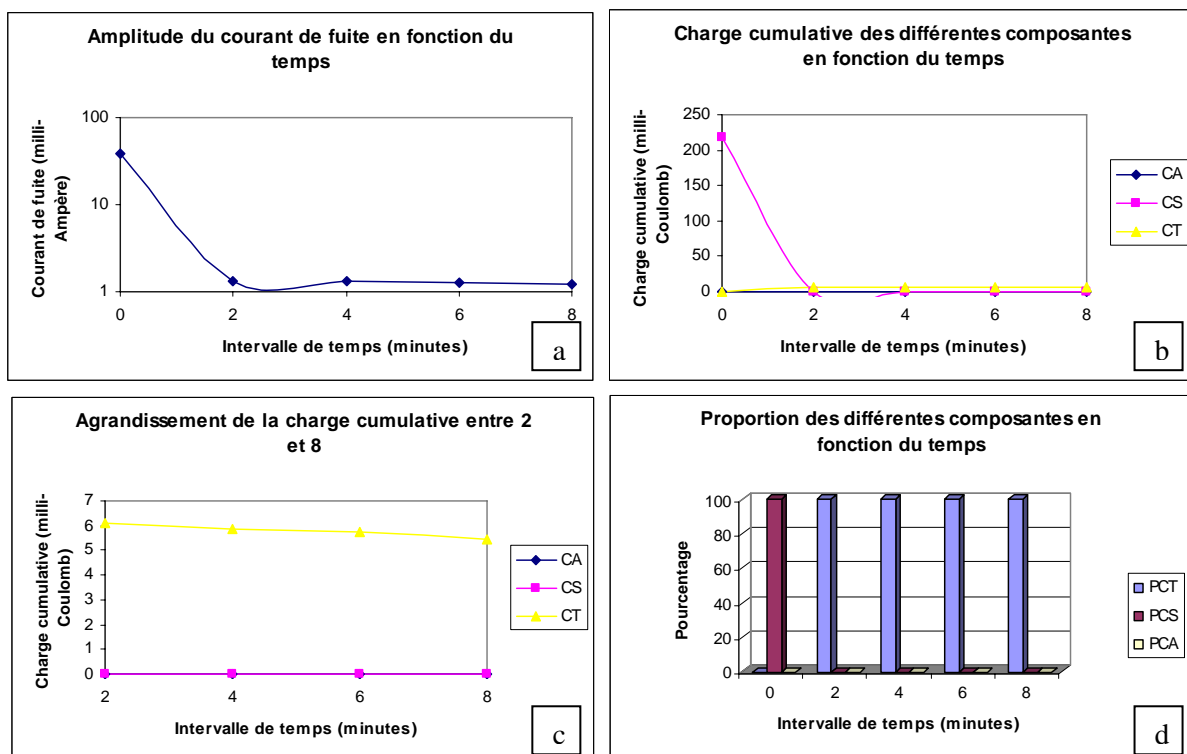 Amplitude du courant de fuite en fonction du
temps
Courant de fuite (milli-
Ampère)
100
10
1
0 2 4 6 8
Intervalle de temps (minutes)
a
Charge cumulative des différentes composantes
en fonction du temps
Charge cumulative (milli-
Coulomb)
250
200
150
100
50
0
0 2 4 6 8
Intervalle de temps (minutes)
CA
CS
CT
b
Agrandissement de la charge cumulative entre 2
et 8
Charge cumulative (milli-
Coulomb)
7
6
5
4
3
2
1
0
2 4 6 8
Intervalle de temps (minutes)
CA
CS
CT
c
Proportion des différentes composantes en
fonction du temps
Pourcentage
100
80
60
40
20
0
0 2 4 6 8
Intervalle de temps (minutes)
PCT
PCS
PCA
d